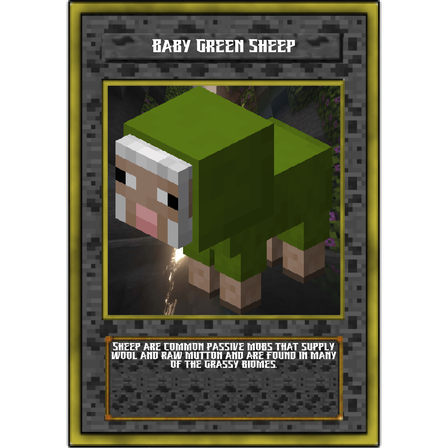 Baby Green Sheep
Sheep are common passive mobs that supply
wool and raw mutton and are found in many
of the grassy biomes.